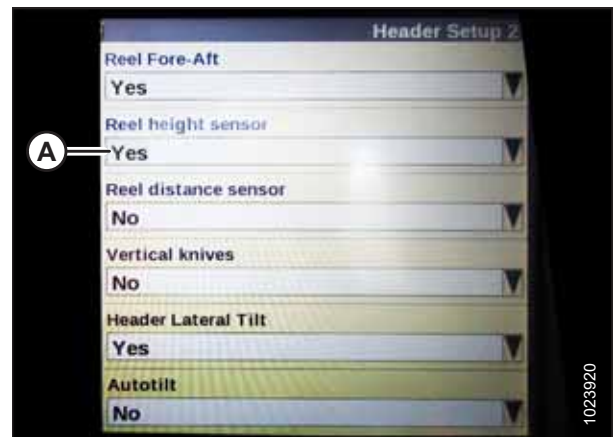 Header Setup 2
Reel Fore-Aft
Yes
Reel height sensor
A
Yes
Reel distance sensor
No
Vertical knives
No
Header Lateral Tilt
Yes
Autotilt
No
1023920